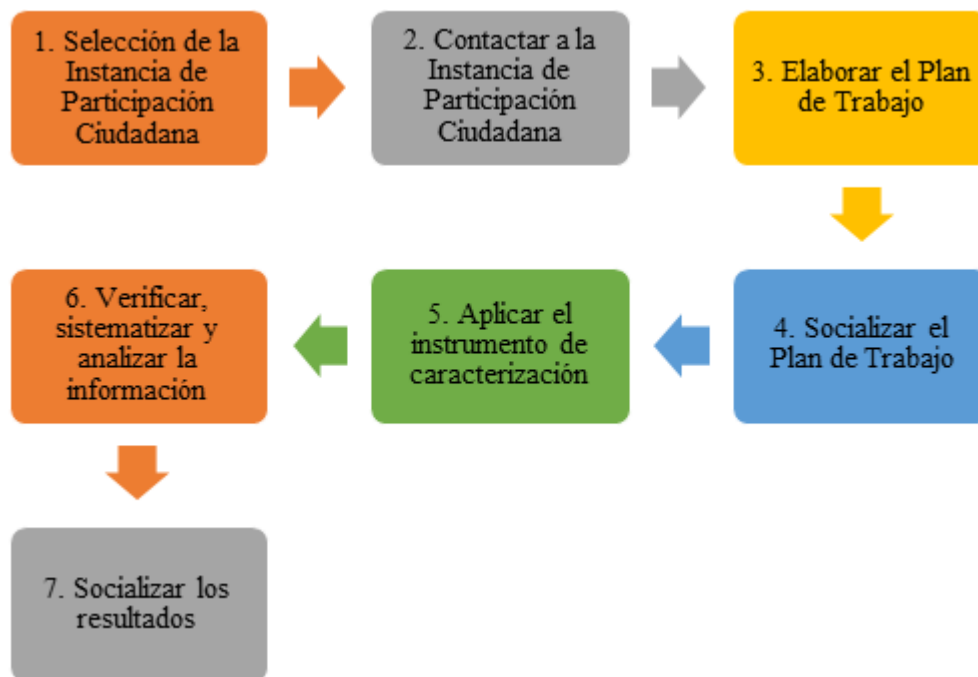 1. Selección de la
Instancia de
Participación
Ciudadana
2. Contactar a la
Instancia de
Participación
Ciudadana
3. Elaborar el Plan
de Trabajo
4. Socializar el
Plan de Trabajo
5. Aplicar el
instrumento de
caracterización
6. Verificar,
sistematizar y
analizar la
información
7. Socializar los
resultados